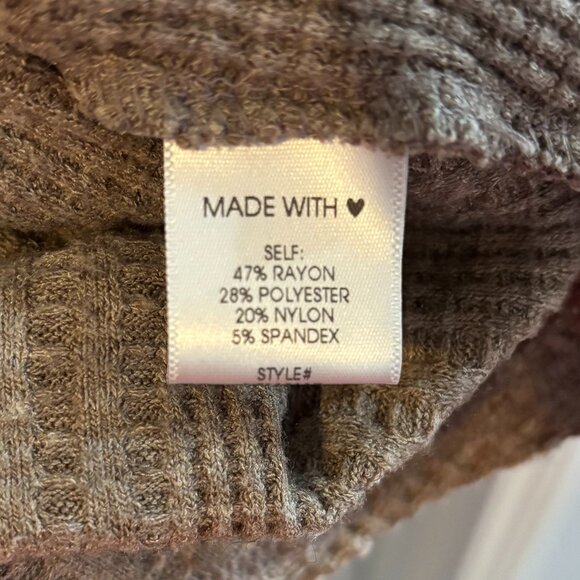 MADE WITH ♥
SELF:
47% RAYON
28% POLYESTER
20% NYLON
5% SPANDEX
STYLE#